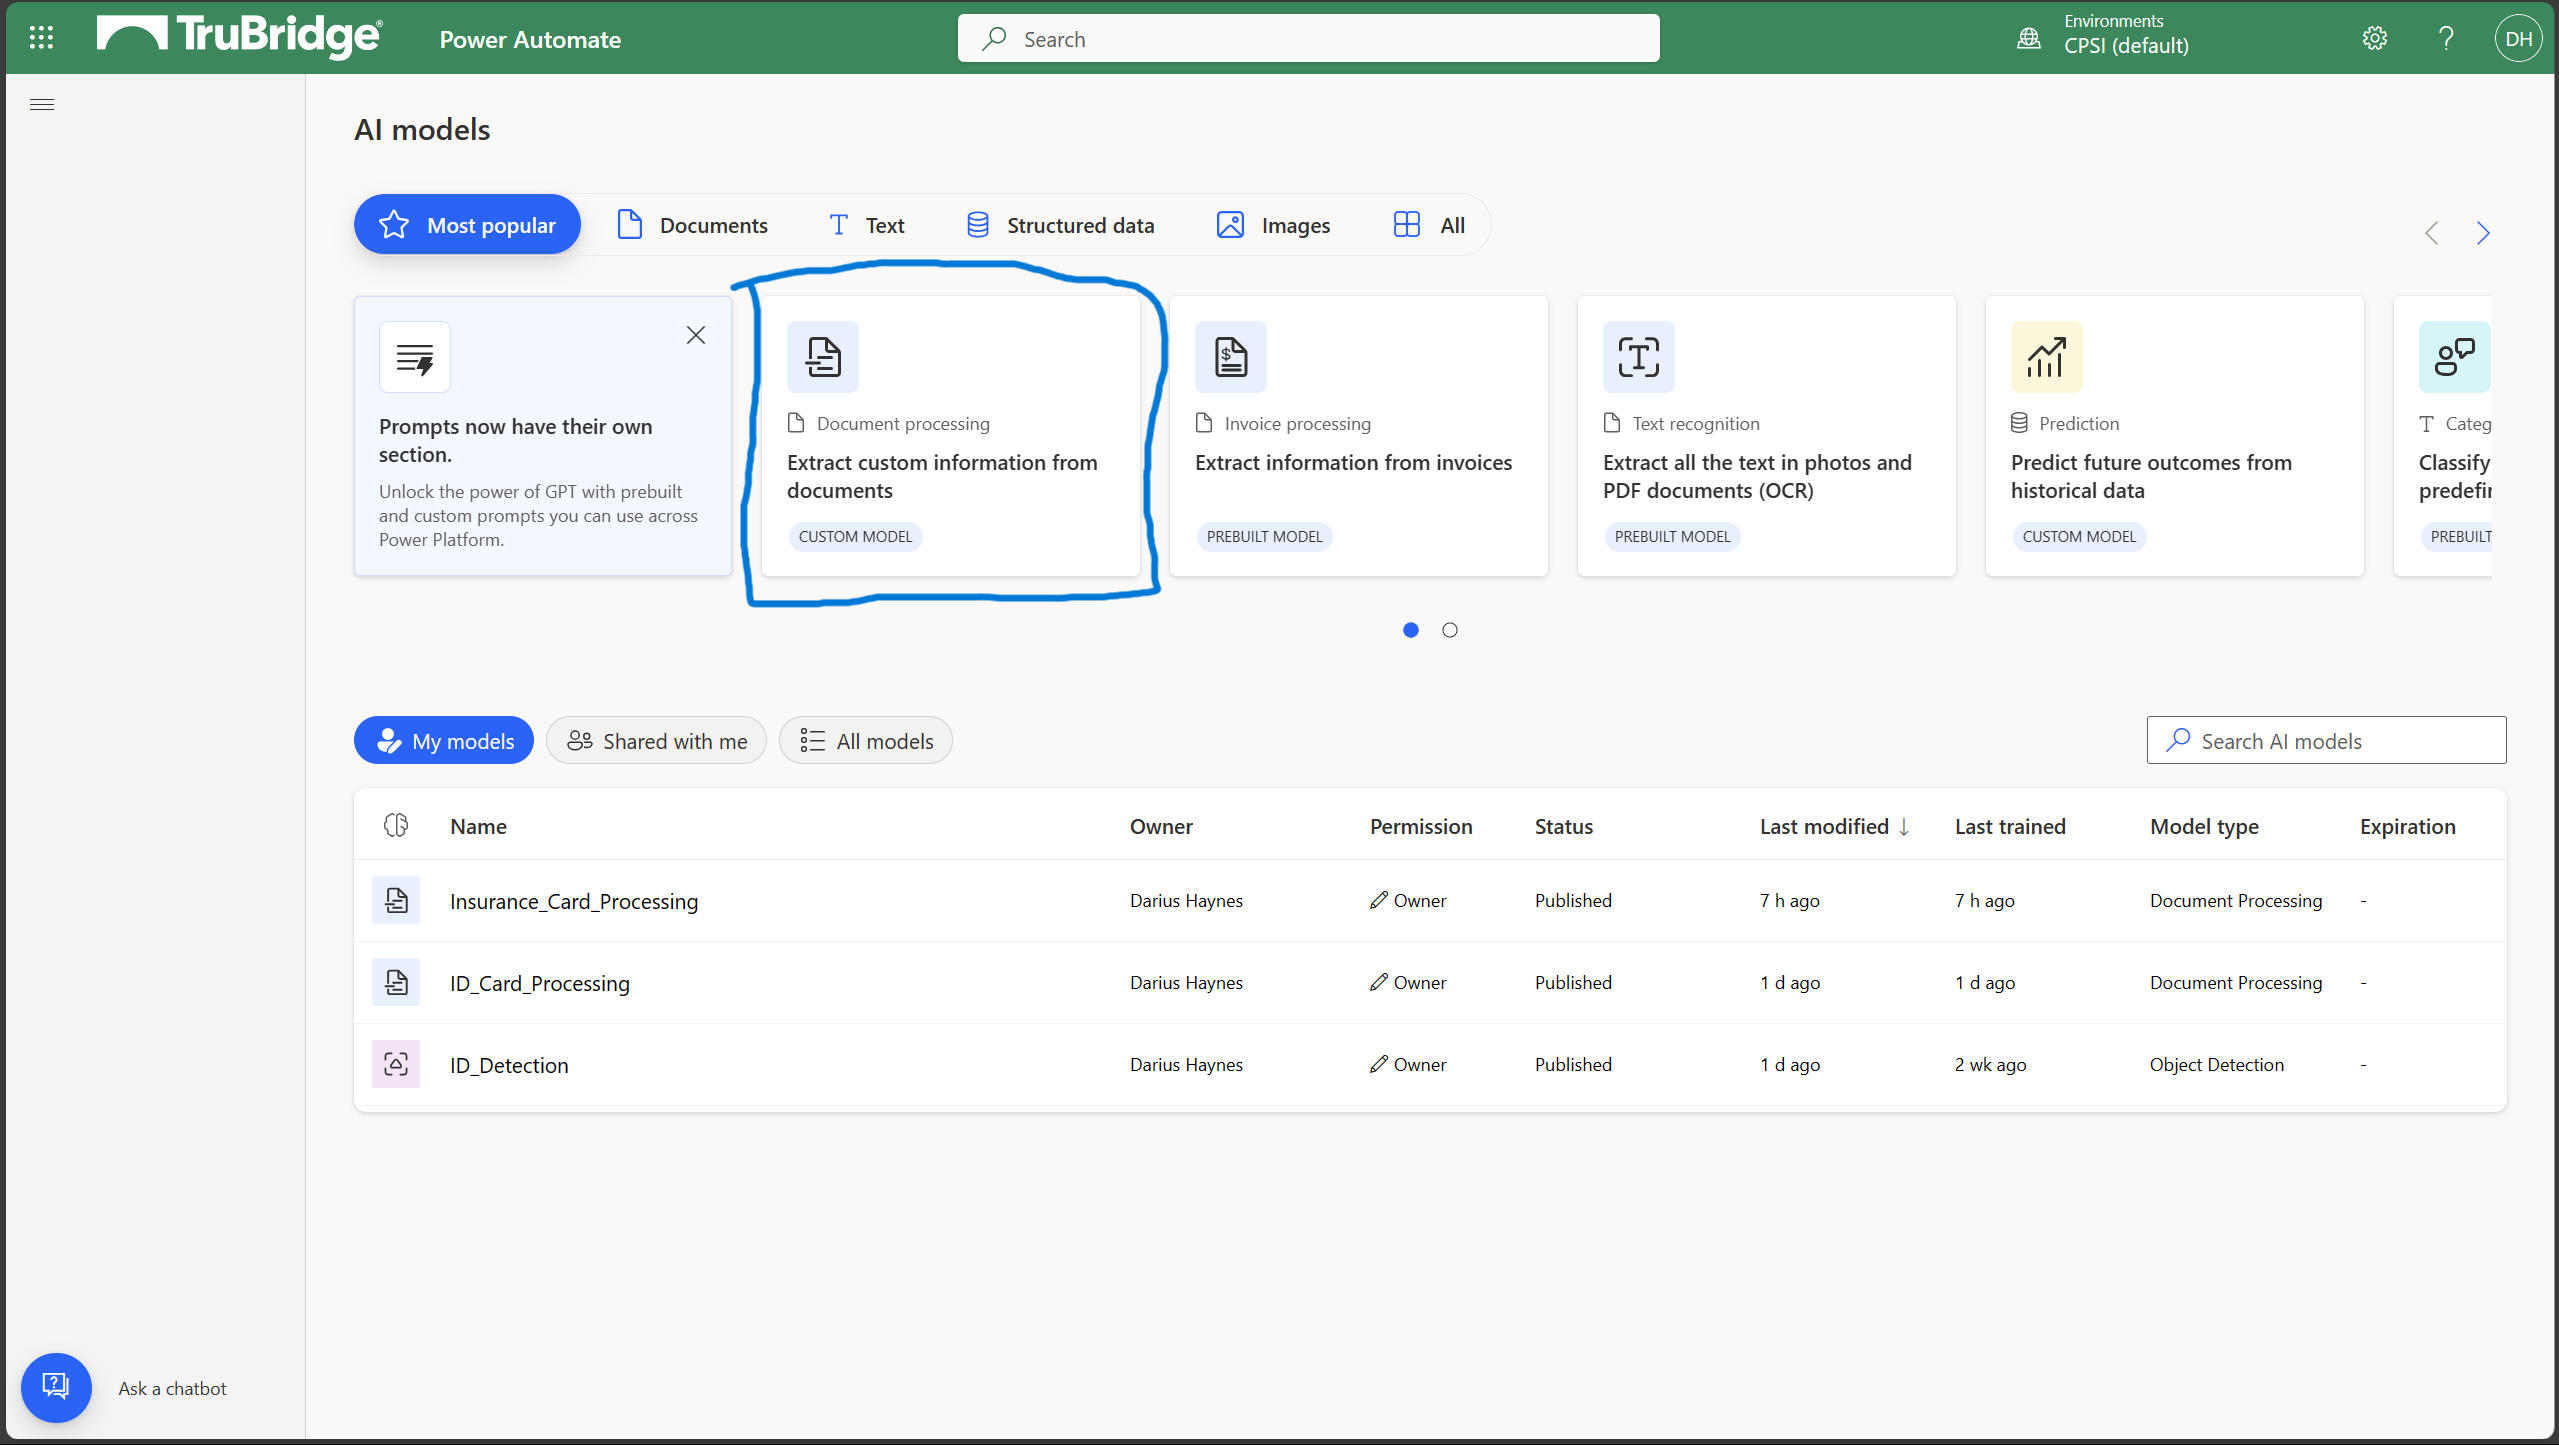 TruBridge®
Power Automate
Search
Environments
CPSI (default)
?
DH
AI models
Most popular
Documents
Text
Structured data
Images
All
Prompts now have their own
section.
Unlock the power of GPT with prebuilt
and custom prompts you can use across
Power Platform.
Document processing
Extract custom information from
documents
CUSTOM MODEL
Invoice processing
Extract information from invoices
PREBUILT MODEL
Text recognition
Extract all the text in photos and
PDF documents (OCR)
PREBUILT MODEL
Prediction
Predict future outcomes from
historical data
CUSTOM MODEL
Categ
Classify
predefin
PREBUILT
My models
Shared with me
All models
Search AI models
Name Owner Permission Status Last modified ↓ Last trained Model type Expiration
Insurance_Card_Processing Darius Haynes Owner Published 7 h ago 7 h ago Document Processing -
ID_Card_Processing Darius Haynes Owner Published 1 d ago 1 d ago Document Processing -
ID_Detection Darius Haynes Owner Published 1 d ago 2 wk ago Object Detection -
Ask a chatbot